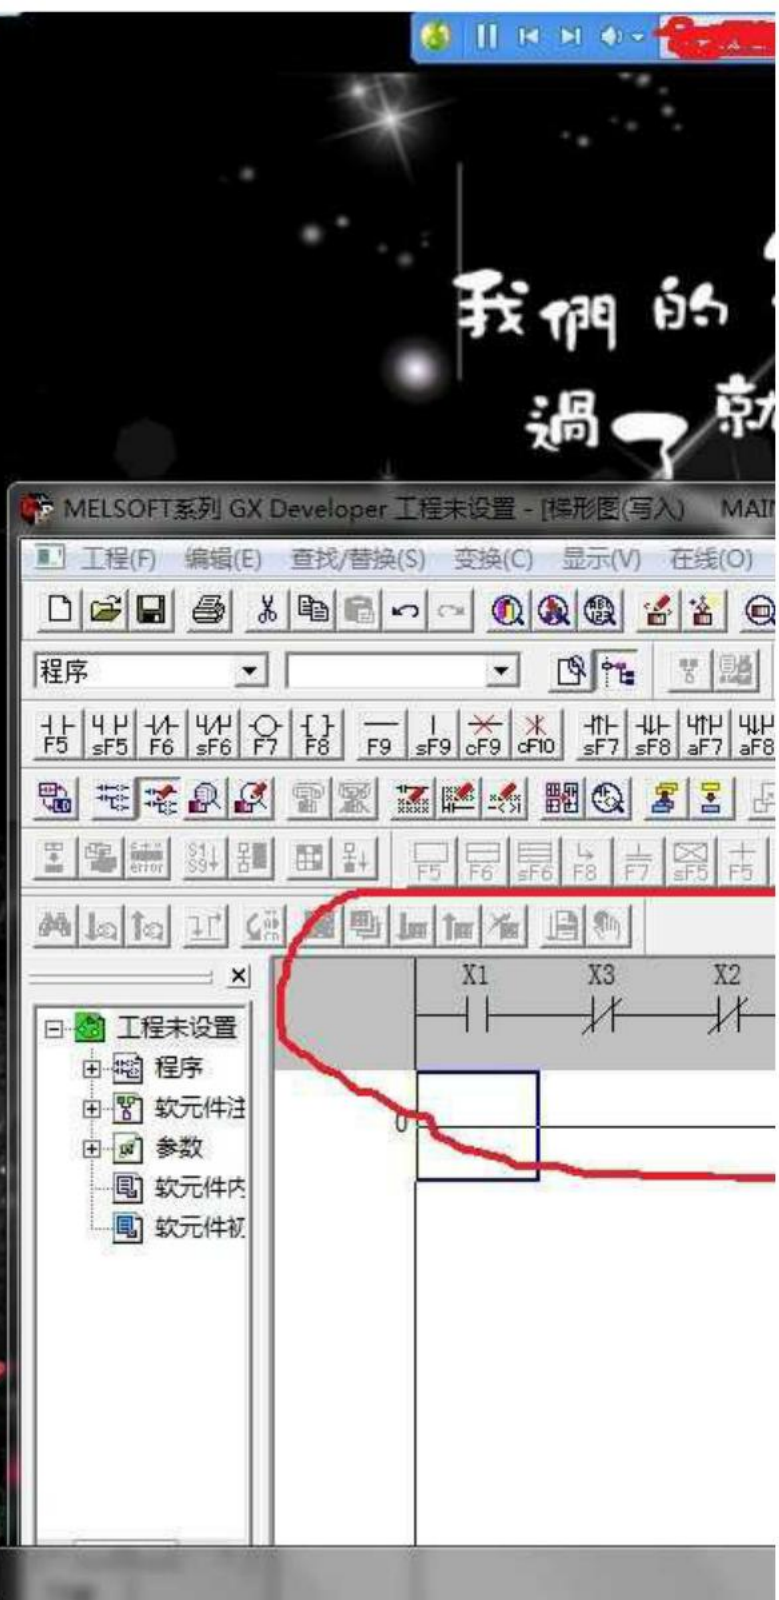 我們的
過了就
MELSOFT系列 GX Developer 工程未设置 - [梯形图(写入) MAIN
工程(F) 编辑(E) 查找/替换(S) 变换(C) 显示(V) 在线(O)
程序
F5 sF5 F6 sF6 F7 F8 F9 sF9 cF9 cF10 sF7 sF8 aF7 aF8
error S1 S9 F5 F6 sF6 F8 F7 sF5 F5
X1 X3 X2
工程未设置
程序
软元件注
参数
软元件内
软元件初
0